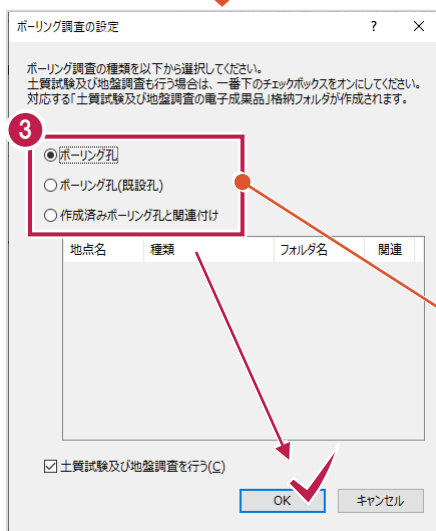 ボーリング調査の設定
?
×
ボーリング調査の種類を以下から選択してください。
土質試験及び地盤調査も行う場合は、一番下のチェックボックスをオンにしてください。
対応する「土質試験及び地盤調査の電子成果品」格納フォルダが作成されます。
3
ボーリング孔
ボーリング孔(既設孔)
作成済みボーリング孔と関連付け
地点名 種類 フォルダ名 関連
土質試験及び地盤調査を行う(C)
OK キャンセル